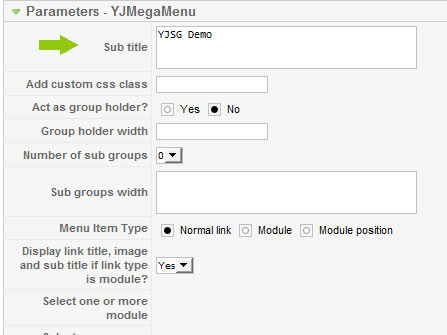 Parameters - YJMegaMenu
Sub title
YJSG Demo
Add custom css class
Act as group holder?
Yes No
Group holder width
Number of sub groups
0
Sub groups width
Menu Item Type
Normal link Module Module position
Display link title, image
and sub title if link type
is module?
Yes
Select one or more
module